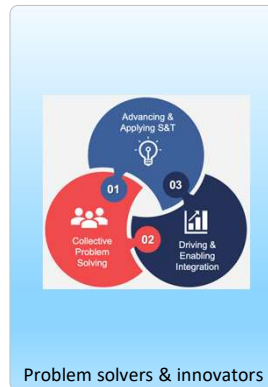 Advancing &
Applying S&T
01
03
Collective
Problem
Solving
02
Driving &
Enabling
Integration
Problem solvers & innovators